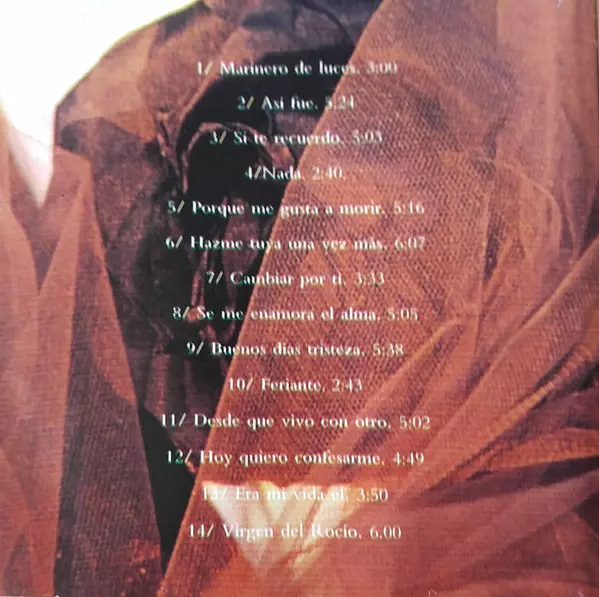 1/ Marinero de luces. 3:00
2/ Asi fue. 5:24
3/ Si te recuerdo. 5:03
4/Nada. 2:40.
5/ Porque me gusta a morir. 5:16
6/ Hazme tuya una vez más. 6:07
7/ Cambiar por ti. 3:33
8/ Se me enamora el alma. 5:05
9/ Buenos dias tristeza. 5:38
10/ Feriante. 2:43
11/ Desde que vivo con otro. 5:02
12/ Hoy quiero confesarme. 4:49
13/ Era mi vida el. 3:50
14/ Virgen del Rocío. 6.00